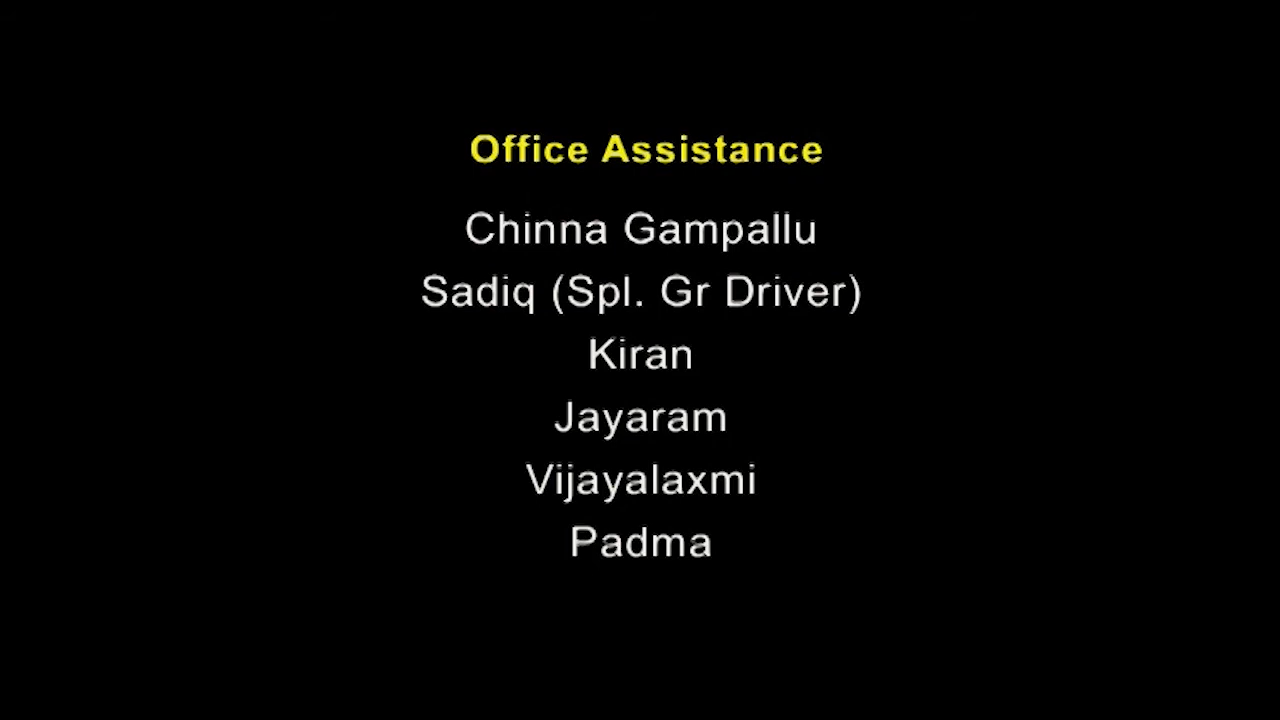 Office Assistance
Chinna Gampallu
Sadiq (Spl. Gr Driver)
Kiran
Jayaram
Vijayalaxmi
Padma